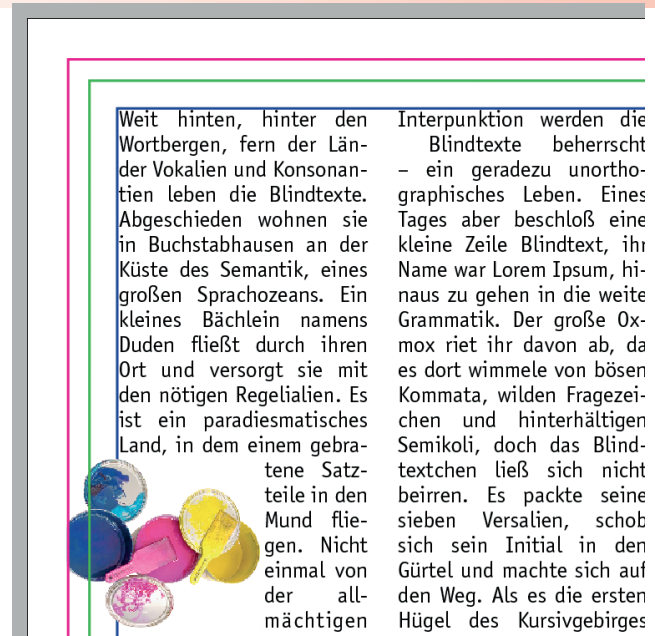 Weit hinten, hinter den
Wortbergen, fern der Län-
der Vokalien und Konsonan-
tien leben die Blindtexte.
Abgeschieden wohnen sie
in Buchstabhausen an der
Küste des Semantik, eines
großen Sprachozeans. Ein
kleines Bächlein namens
Duden fließt durch ihren
Ort und versorgt sie mit
den nötigen Regelialien. Es
ist ein paradiesmatisches
Land, in dem einem gebra-
tene Satz-
teile in den
Mund flie-
gen. Nicht
einmal von
der all-
mächtigen
Interpunktion werden die
Blindtexte beherrscht
– ein geradezu unortho-
graphisches Leben. Eines
Tages aber beschloß eine
kleine Zeile Blindtext, ihr
Name war Lorem Ipsum, hi-
naus zu gehen in die weite
Grammatik. Der große Ox-
mox riet ihr davon ab, da
es dort wimmele von bösen
Kommata, wilden Fragezei-
chen und hinterhältigen
Semikoli, doch das Blind-
textchen ließ sich nicht
beirren. Es packte seine
sieben Versalien, schob
sich sein Initial in den
Gürtel und machte sich auf
den Weg. Als es die ersten
Hügel des Kursivgebirges